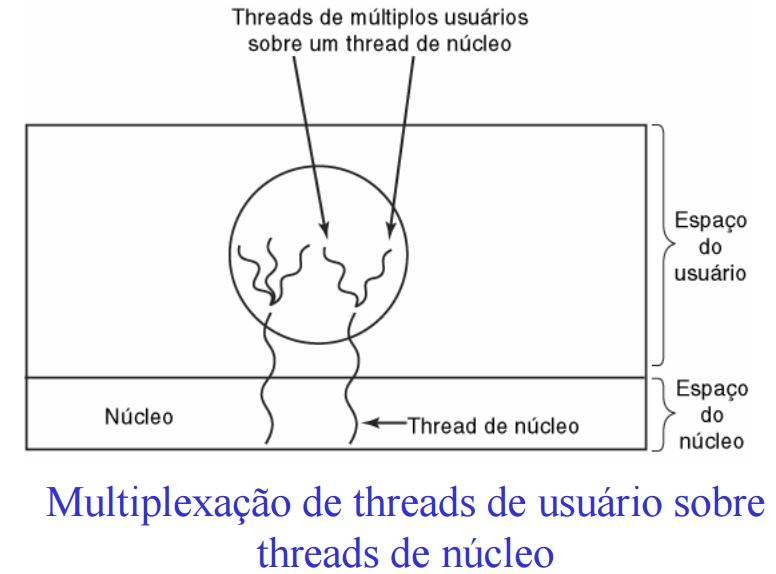 Threads de múltiplos usuários
sobre um thread de núcleo
Espaço
do
usuário
Espaço
do
núcleo
Núcleo
Thread de núcleo
Multiplexação de threads de usuário sobre
threads de núcleo